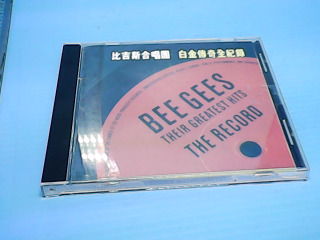 比吉斯合唱團 白金傳奇全紀錄
BEE GEES
THEIR GREATEST HITS
THE RECORD